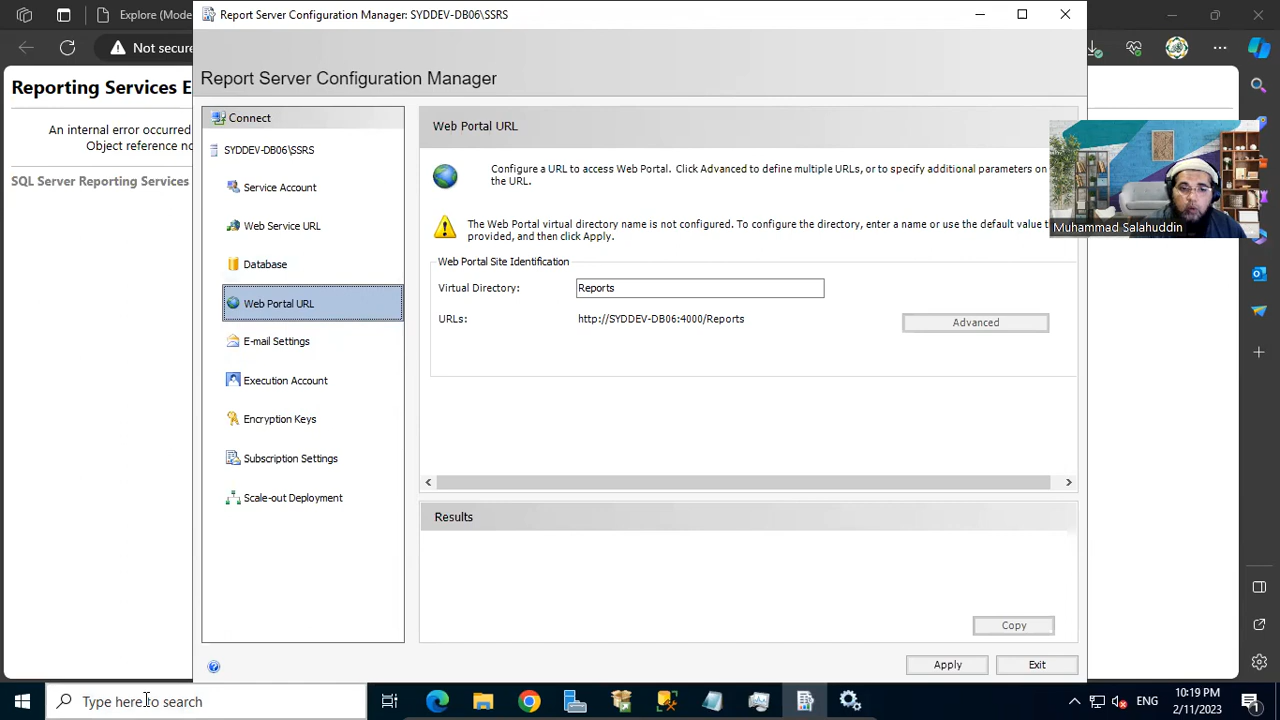 Explore (Mode
Not secur
Reporting Services E
An internal error occurred
Object reference no
SQL Server Reporting Services
Report Server Configuration Manager: SYDDEV-DB06\SSRS
Report Server Configuration Manager
Connect
SYDDEV-DB06\SSRS
Service Account
Web Service URL
Database
Web Portal URL
E-mail Settings
Execution Account
Encryption Keys
Subscription Settings
Scale-out Deployment
Web Portal URL
Configure a URL to access Web Portal. Click Advanced to define multiple URLs, or to specify additional parameters on
the URL.
The Web Portal virtual directory name is not configured. To configure the directory, enter a name or use the default value t
provided, and then click Apply.
Web Portal Site Identification
Virtual Directory: Reports
URLs: http://SYDDEV-DB06:4000/Reports
Advanced
Results
Copy
Apply Exit
Muhammad Salahuddin
Type here to search
ENG
10:19 PM
2/11/2023
1